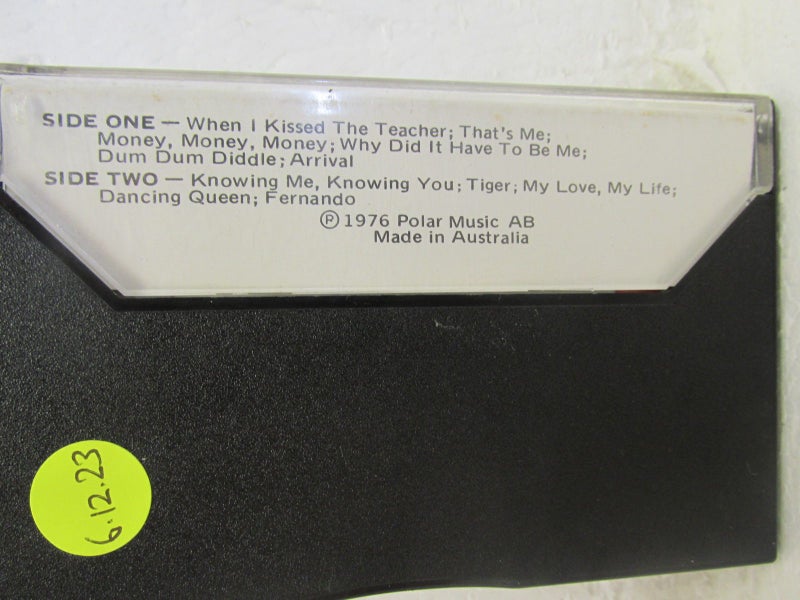 SIDE ONE — When I Kissed The Teacher; That's Me;
Money, Money, Money; Why Did It Have To Be Me;
Dum Dum Diddle; Arrival
SIDE TWO — Knowing Me, Knowing You; Tiger; My Love, My Life;
Dancing Queen; Fernando
Ⓟ 1976 Polar Music AB
Made in Australia
6.12.23